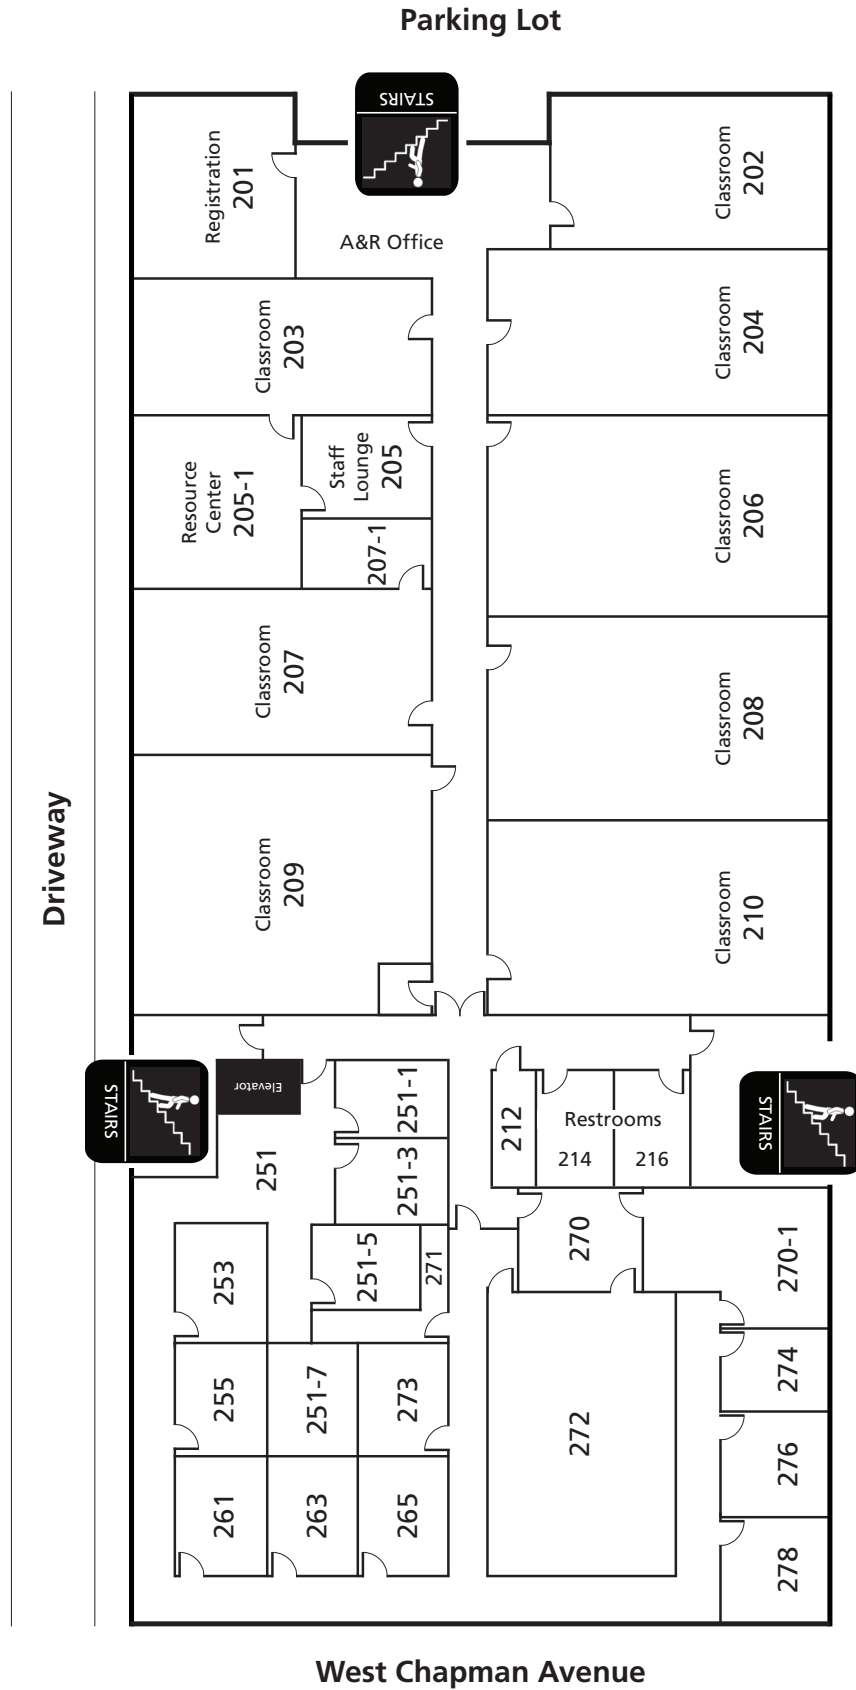 Parking Lot
STAIRS
Registration
201
Classroom
202
A&R Office
Classroom
203
Classroom
204
Resource
Center
205-1
Staff
Lounge
205
207-1
Classroom
206
Classroom
207
Classroom
208
Driveway
Classroom
209
Classroom
210
STAIRS
Elevator
251
251-1
251-3
212
Restrooms
214
216
STAIRS
253
251-5
271
270
270-1
255
251-7
273
272
274
276
261
263
265
278
West Chapman Avenue